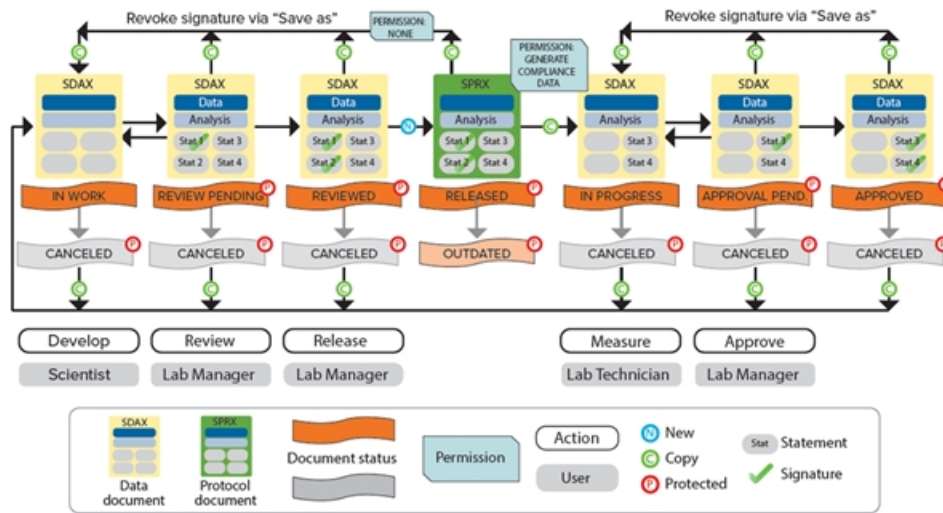 Revoke signature via "Save as"
PERMISSION:
NONE
PERMISSION:
GENERATE
COMPLIANCE
DATA
Revoke signature via "Save as"
C C C C C C C
SDAX SDAX SDAX SPRX SDAX SDAX SDAX
Data Data Data Data
Analysis Analysis Analysis Analysis Analysis
N C
Stat 1 Stat 3 Stat 1 Stat 3 Stat 1 Stat 3 Stat 3 Stat 3 Stat 3
Stat 2 Stat 4 Stat 2 Stat 4 Stat 2 Stat 4 Stat 4 Stat 4 Stat 4
P P P P P
IN WORK REVIEW PENDING REVIEWED RELEASED IN PROGRESS APPROVAL PEND. APPROVED
P P P P P P P
CANCELED CANCELED CANCELED OUTDATED CANCELED CANCELED CANCELED
C C C C C C
Develop Review Release Measure Approve
Scientist Lab Manager Lab Manager Lab Technician Lab Manager
SDAX SPRX
Data
document
Protocol
document
Document status
Permission
Action
User
N New
C Copy
P Protected
Stat Statement
Signature